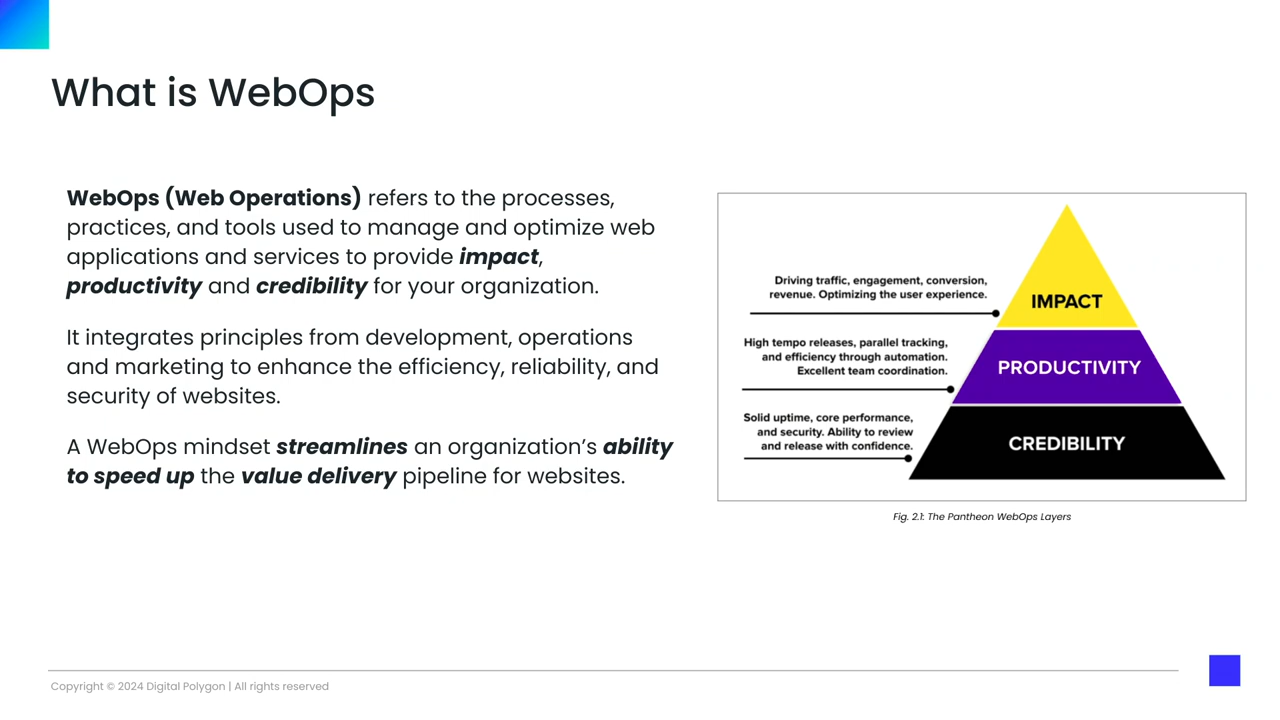 What is WebOps
WebOps (Web Operations) refers to the processes,
practices, and tools used to manage and optimize web
applications and services to provide impact,
productivity and credibility for your organization.
It integrates principles from development, operations
and marketing to enhance the efficiency, reliability, and
security of websites.
A WebOps mindset streamlines an organization’s ability
to speed up the value delivery pipeline for websites.
Driving traffic, engagement, conversion,
revenue. Optimizing the user experience.
IMPACT
High tempo releases, parallel tracking,
and efficiency through automation.
Excellent team coordination.
PRODUCTIVITY
Solid uptime, core performance,
and security. Ability to review
and release with confidence.
CREDIBILITY
Fig. 2.1: The Pantheon WebOps Layers
Copyright © 2024 Digital Polygon | All rights reserved